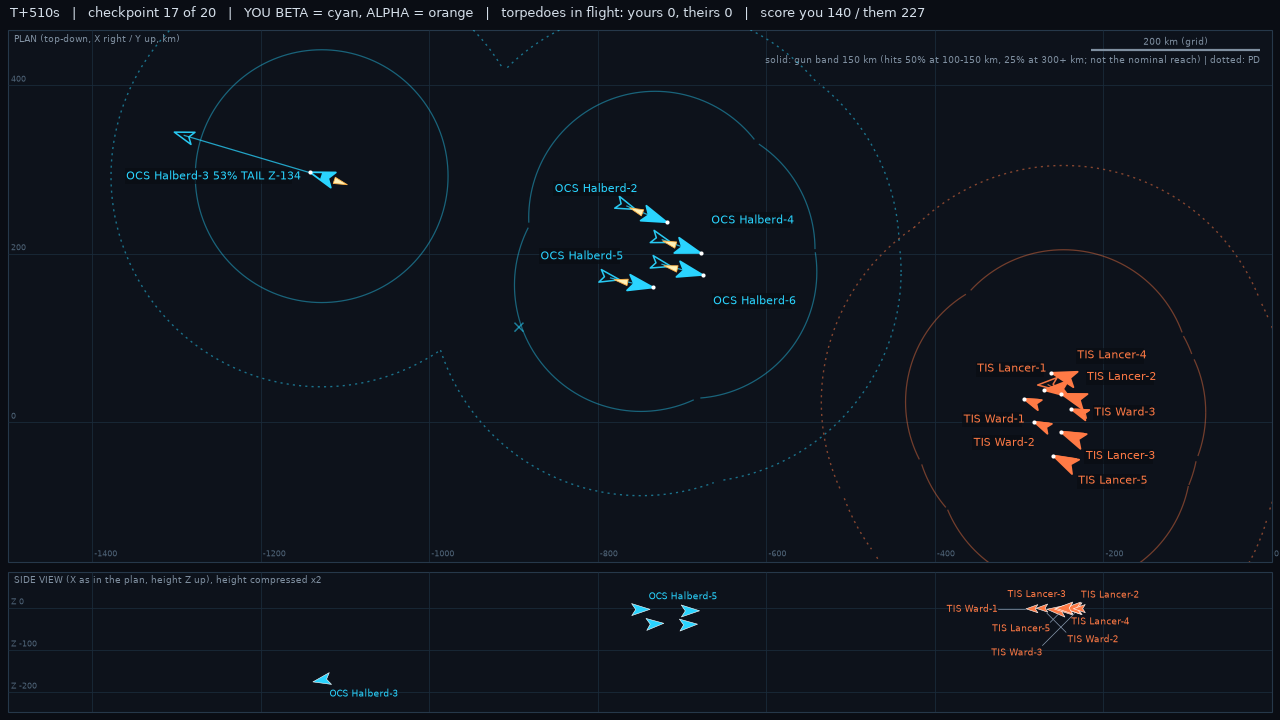 T+510s | checkpoint 17 of 20 | YOU BETA = cyan, ALPHA = orange | torpedoes in flight: yours 0, theirs 0 | score you 140 / them 227
PLAN (top-down, X right / Y up, km)
200 km (grid)
solid: gun band 150 km (hits 50% at 100-150 km, 25% at 300+ km; not the nominal reach) | dotted: PD
400
OCS Halberd-3 53% TAIL Z-134
OCS Halberd-2
OCS Halberd-4
200
OCS Halberd-5
OCS Halberd-6
TIS Lancer-4
TIS Lancer-1
TIS Lancer-2
TIS Ward-3
0
TIS Ward-1
TIS Ward-2
TIS Lancer-3
TIS Lancer-5
-1400
-1200
-1000
-800
-600
-400
-200
0
SIDE VIEW (X as in the plan, height Z up), height compressed x2
Z 0
OCS Halberd-5
TIS Lancer-3
TIS Lancer-2
TIS Ward-1
TIS Lancer-4
TIS Lancer-5
TIS Ward-2
Z -100
TIS Ward-3
Z -200
OCS Halberd-3